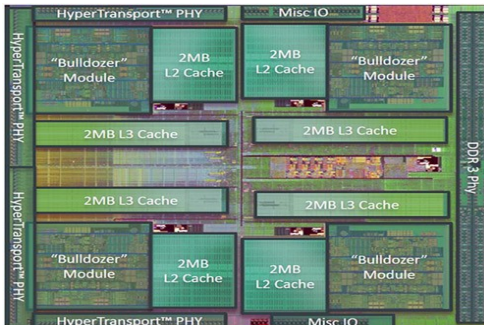 HyperTransport™ PHY
Misc IO
HyperTransport™ PHY
"Bulldozer"
Module
2MB
L2 Cache
2MB
L2 Cache
"Bulldozer"
Module
2MB L3 Cache
2MB L3 Cache
DDR 3 Phy
2MB L3 Cache
2MB L3 Cache
HyperTransport™ PHY
"Bulldozer"
Module
2MB
L2 Cache
2MB
L2 Cache
"Bulldozer"
Module
HyperTransport™ PHY
Misc IO